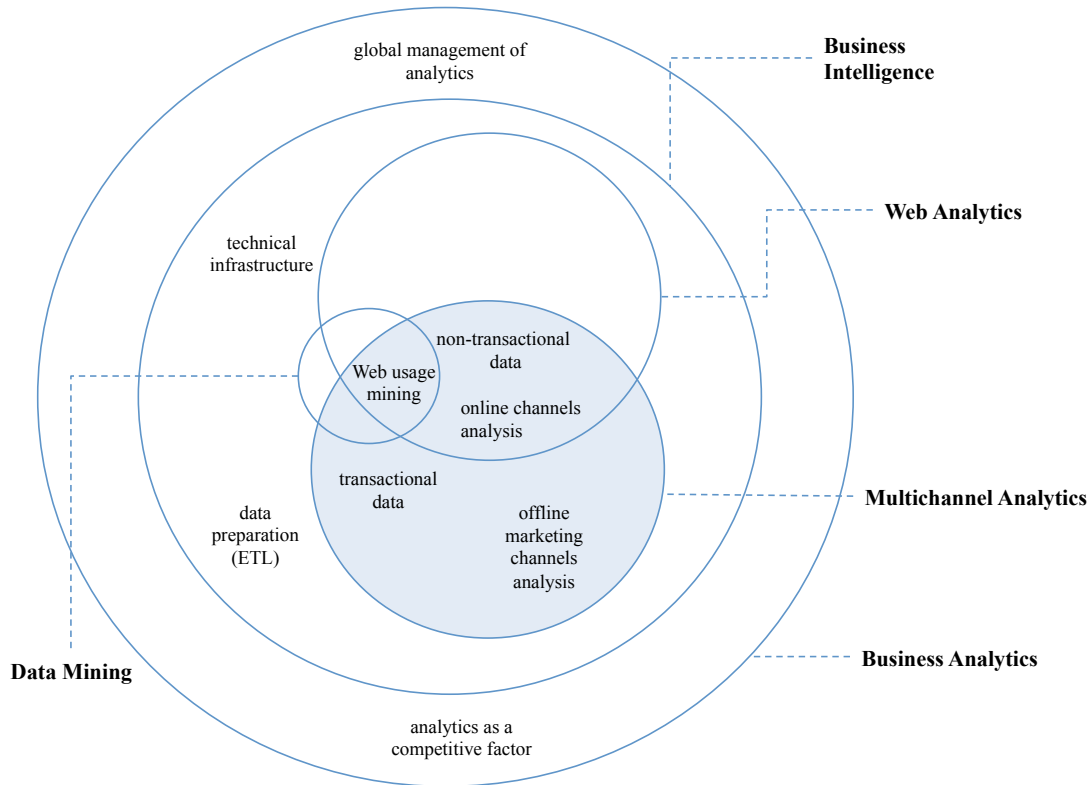 global management of
analytics
Business
Intelligence
Web Analytics
technical
infrastructure
non-transactional
data
Web usage
mining
online channels
analysis
transactional
data
Multichannel Analytics
data
preparation
(ETL)
offline
marketing
channels
analysis
Data Mining
Business Analytics
analytics as a
competitive factor